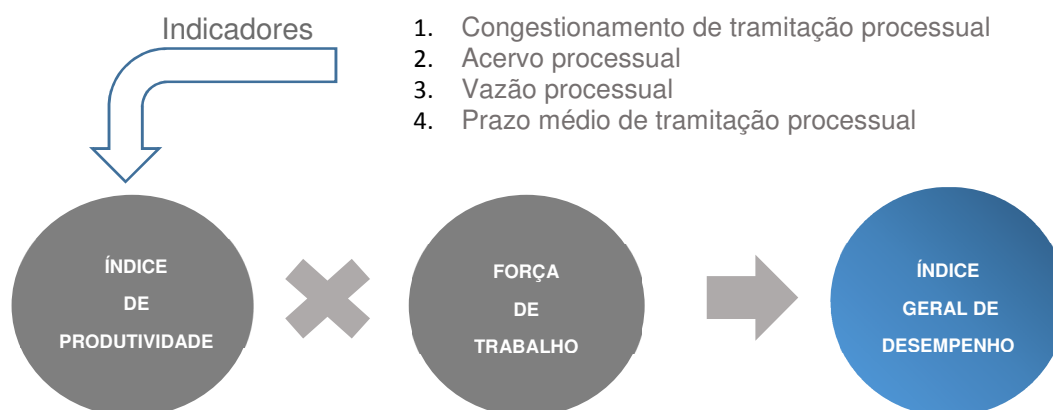 Indicadores
1. Congestionamento de tramitação processual
2. Acervo processual
3. Vazão processual
4. Prazo médio de tramitação processual
ÍNDICE
DE
PRODUTIVIDADE
FORÇA
DE
TRABALHO
ÍNDICE
GERAL DE
DESEMPENHO